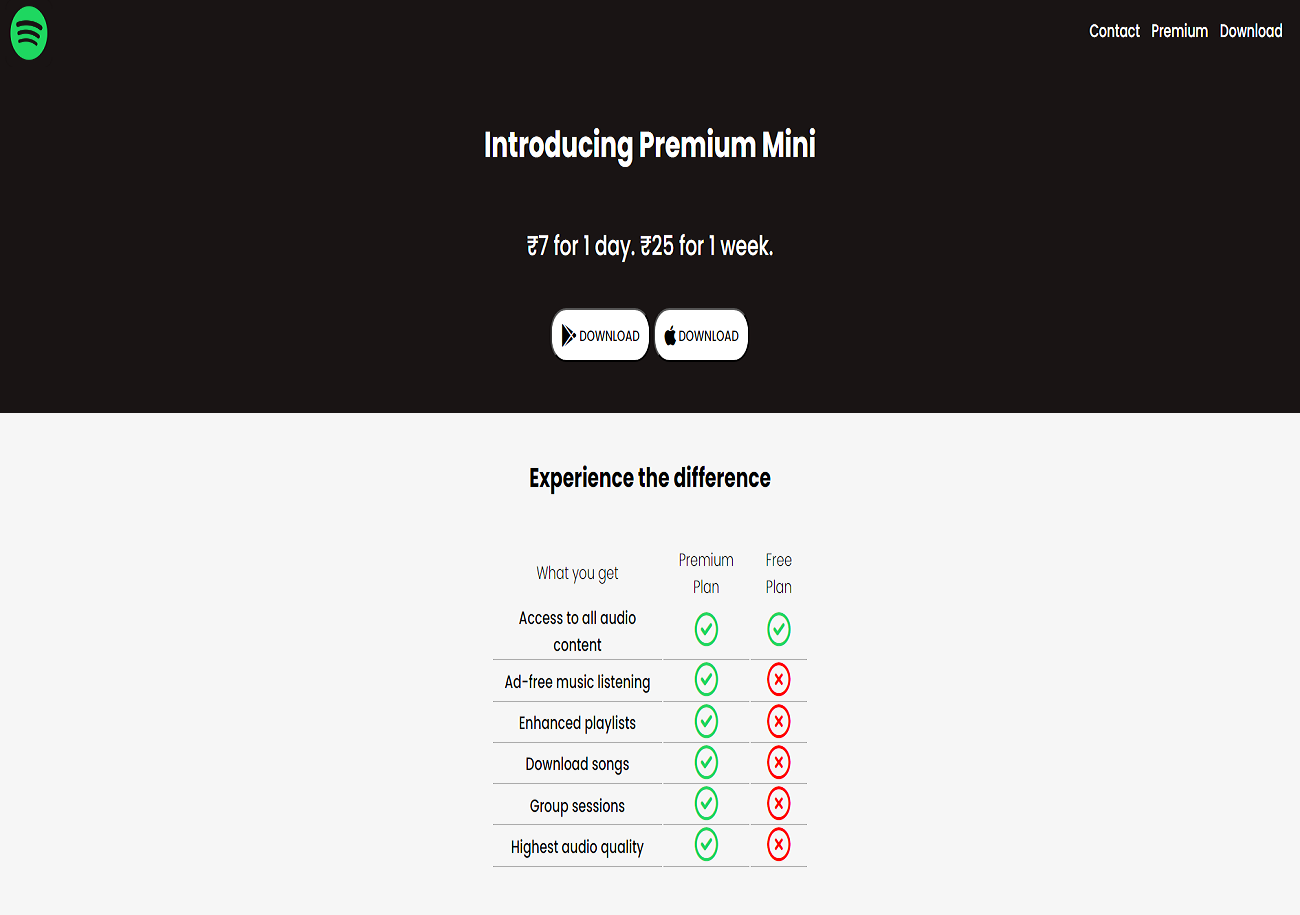 Contact Premium Download
Introducing Premium Mini
₹7 for 1 day. ₹25 for 1 week.
DOWNLOAD DOWNLOAD
Experience the difference
What you get Premium Plan Free Plan
Access to all audio
content
Ad-free music listening
Enhanced playlists
Download songs
Group sessions
Highest audio quality